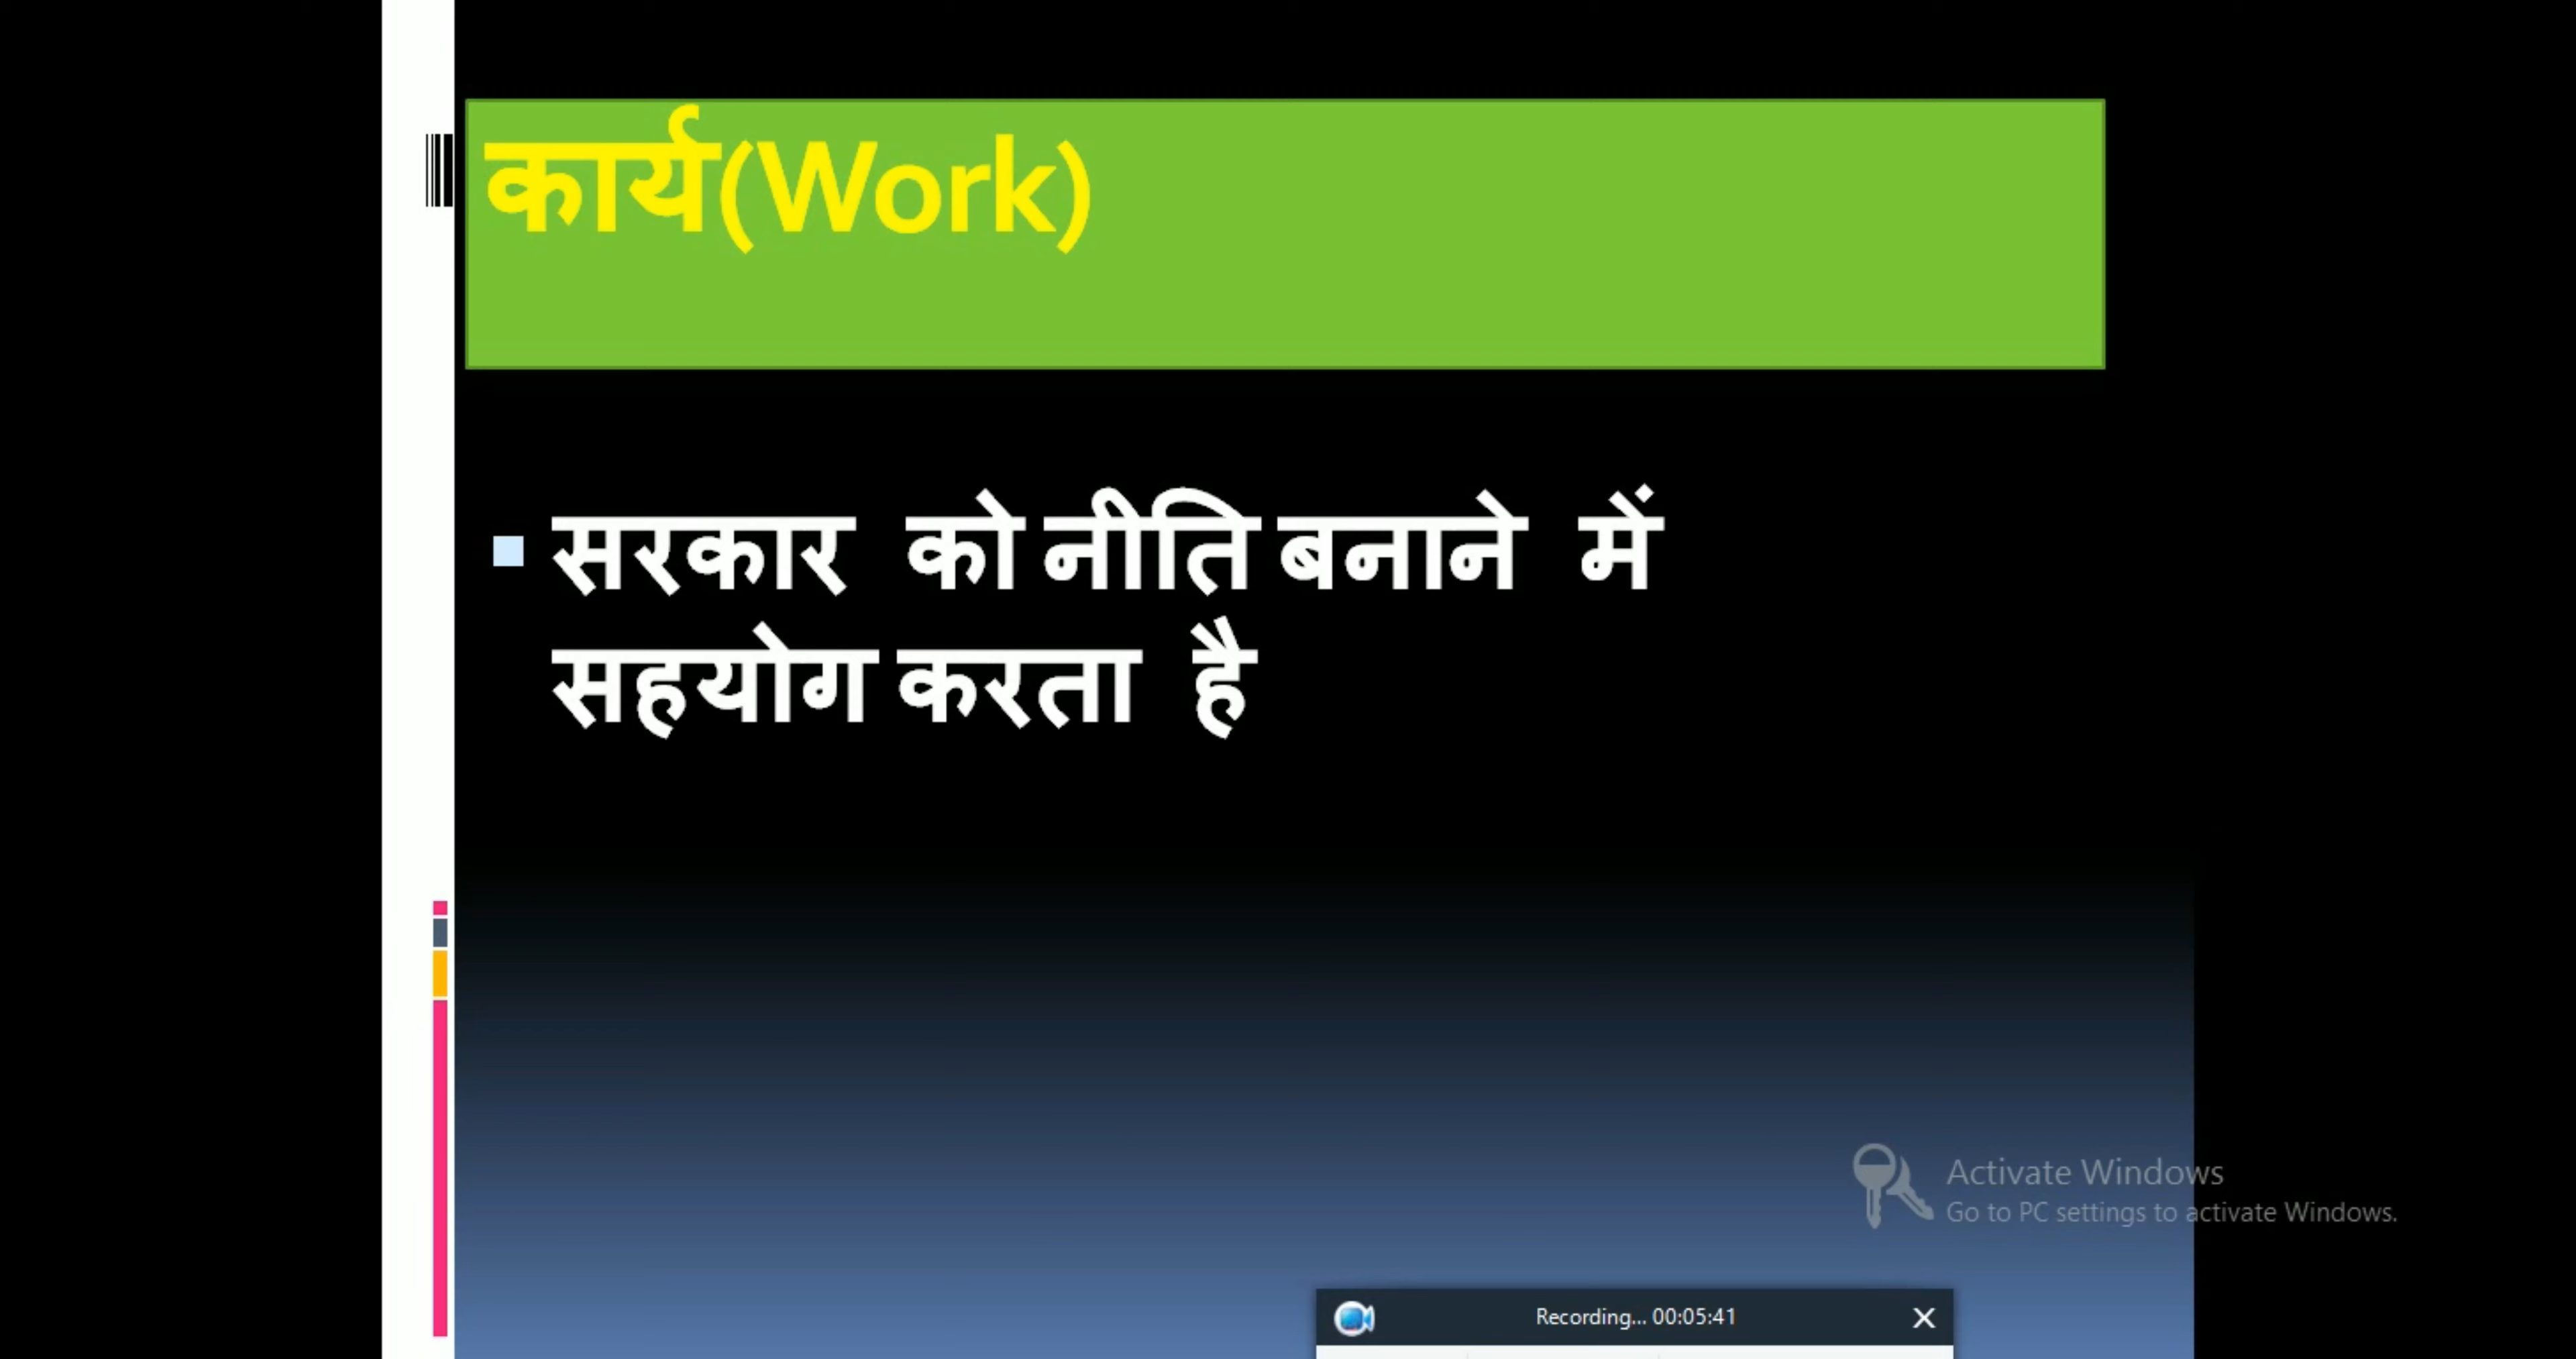 कार्य(Work)
सरकार को नीति बनाने में
सहयोग करता है
Activate Windows
Go to PC settings to activate Windows.
Recording... 00:05:41